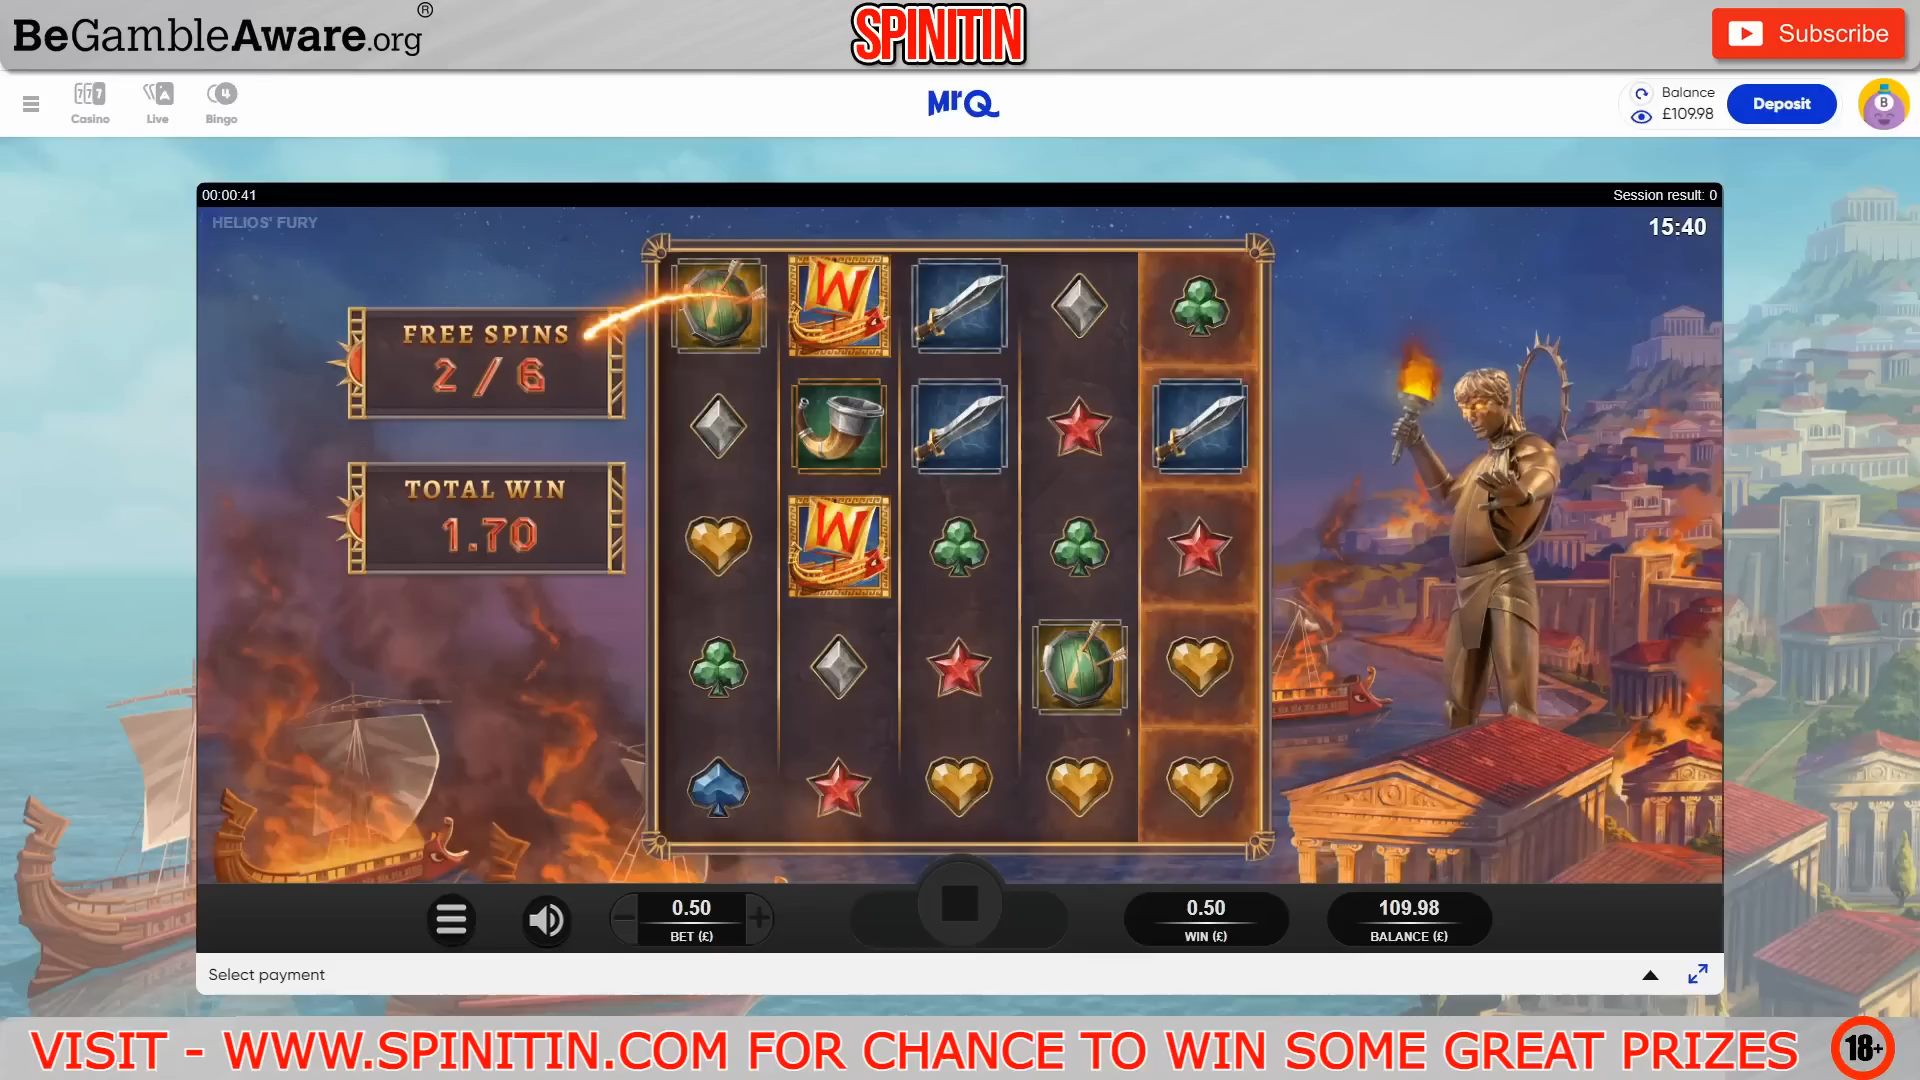 BeGambleAware.org®
SPINITIN
Subscribe
777
Casino
A
Live
4
Bingo
MrQ
Balance
£109.98
Deposit
B
00:00:41
Session result: 0
HELIOS' FURY
15:40
FREE SPINS
2 / 6
TOTAL WIN
1.70
W
W
0.50
BET (£)
0.50
WIN (£)
109.98
BALANCE (£)
Select payment
VISIT - WWW.SPINITIN.COM FOR CHANCE TO WIN SOME GREAT PRIZES
18+